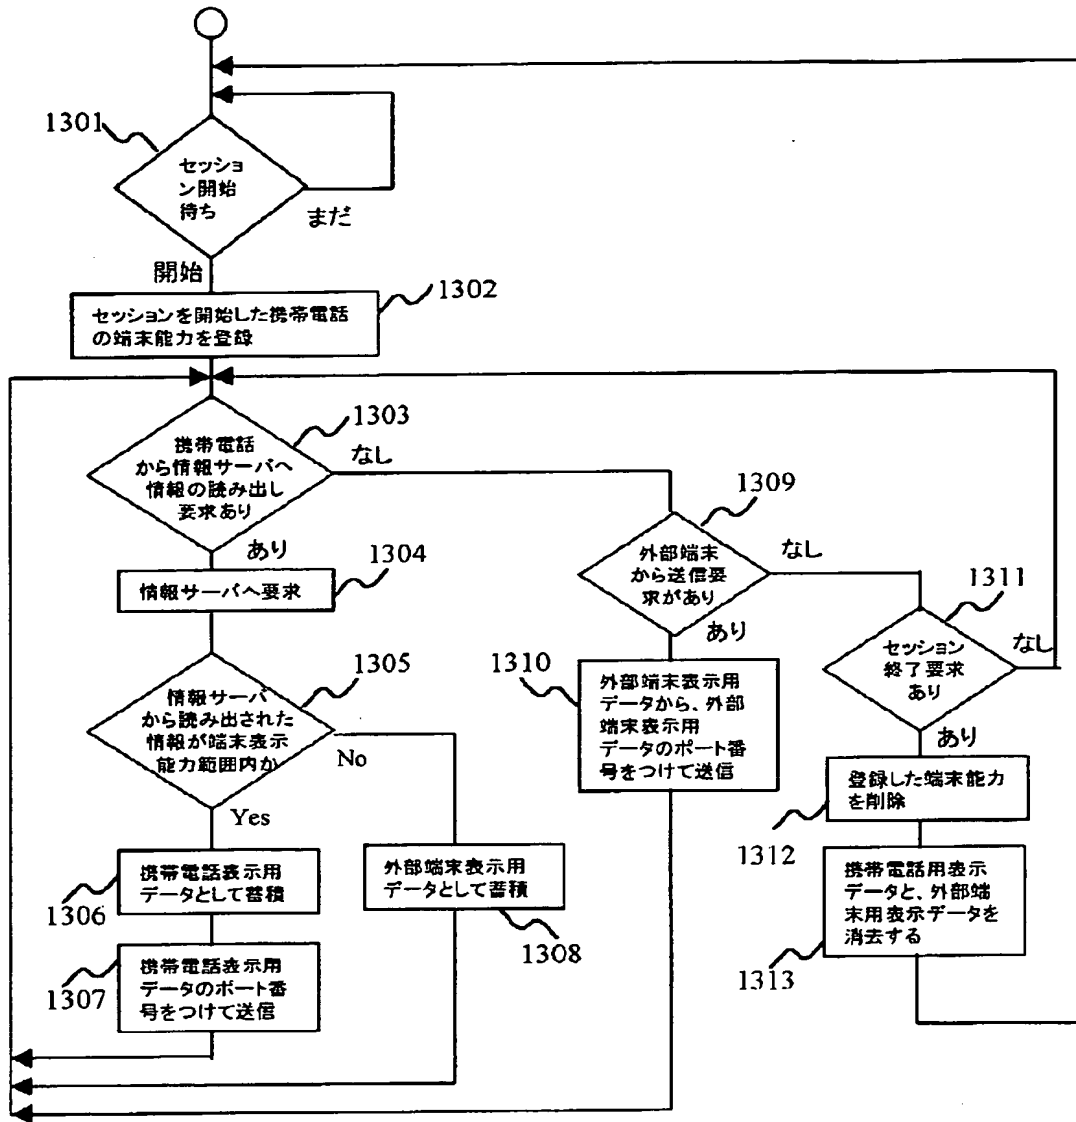 1301
セッショ
ン開始
待ち
まだ
開始
1302
セッションを開始した携帯電話
の端末能力を登録
1303
携帯電話
から情報サーバへ
情報の読み出し
要求あり
なし
あり
1304
情報サーバへ要求
1305
情報サーバ
から読み出された
情報が端末表示
能力範囲内か
No
Yes
1306
携帯電話表示用
データとして蓄積
1307
携帯電話表示用
データのポート番
号をつけて送信
外部端末表示用
データとして蓄積
1308
1309
外部端末
から送信要
求があり
なし
あり
1310
外部端末表示用
データから、外部
端末表示用
データのポート番
号をつけて送信
1311
セッション
終了要求
あり
なし
あり
登録した端末能力
を削除
1312
携帯電話用表示
データと、外部端
末用表示データを
消去する
1313